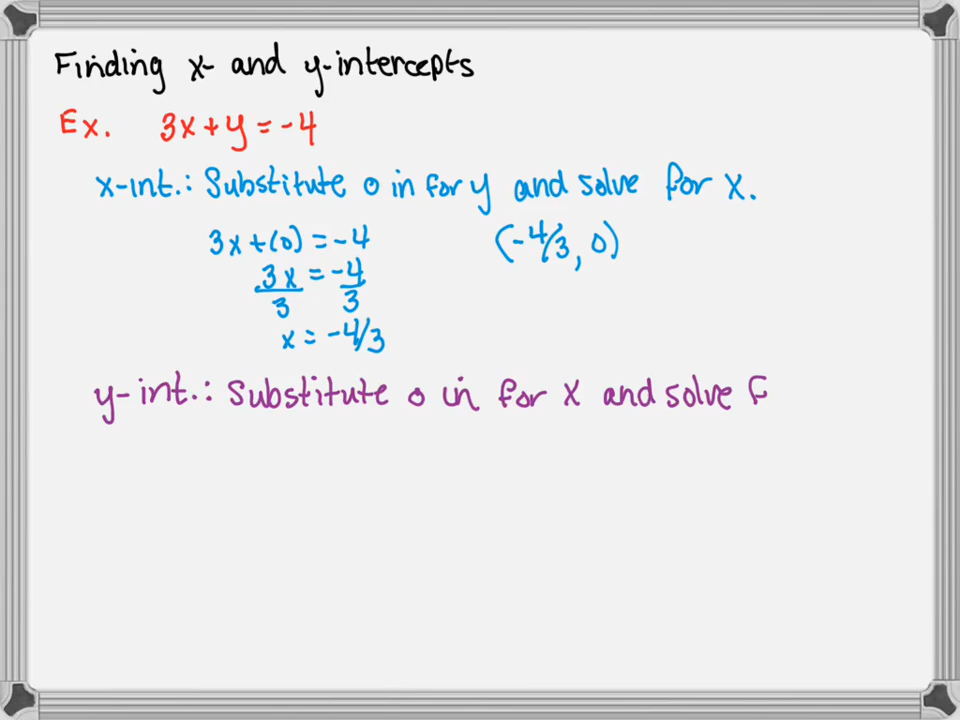 Finding x- and y-intercepts
Ex. 3x + y = -4
x-int.: Substitute 0 in for y and solve for x.
3x + (0) = -4 (-4/3, 0)
3x = -4
3 3
x = -4/3
y-int.: Substitute 0 in for x and solve F